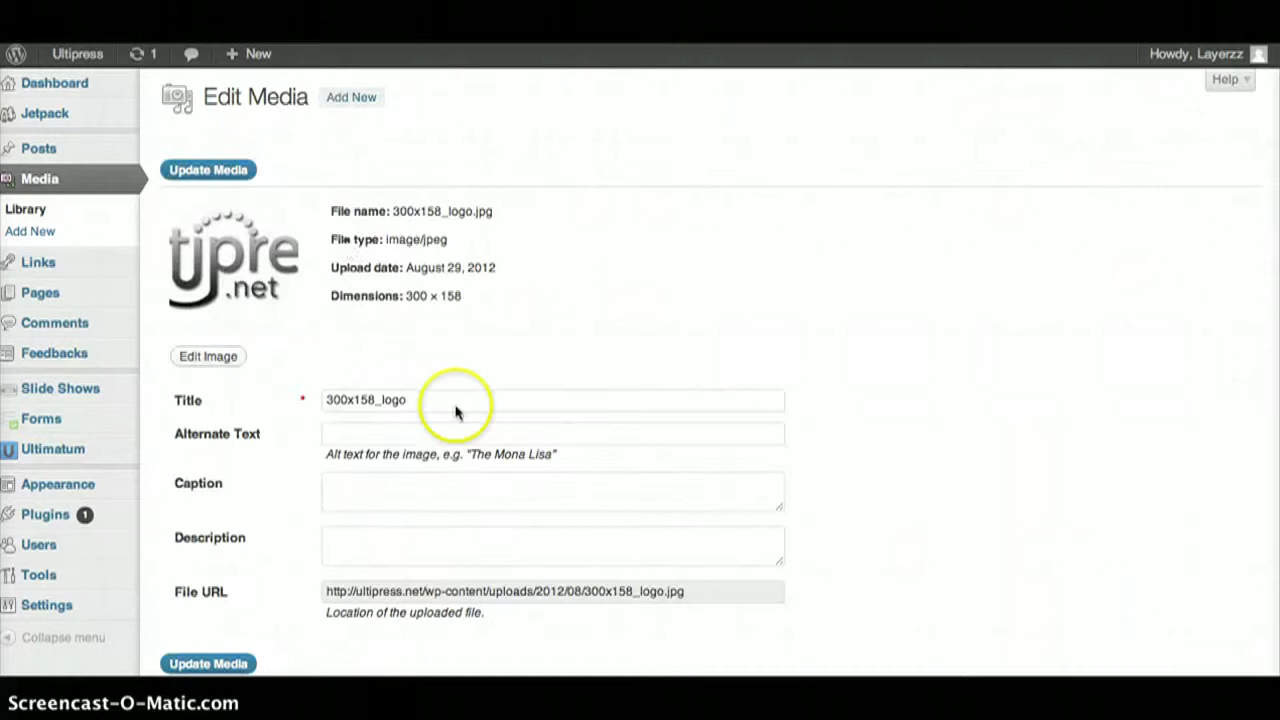 Ultipress 1 New Howdy, Layerzz
Help
Dashboard
Jetpack
Posts
Media
Library
Add New
Links
Pages
Comments
Feedbacks
Slide Shows
Forms
Ultimatum
Appearance
Plugins 1
Users
Tools
Settings
Collapse menu
Edit Media Add New
Update Media
tipre
.net
File name: 300x158_logo.jpg
File type: image/jpeg
Upload date: August 29, 2012
Dimensions: 300 × 158
Edit Image
Title * 300x158_logo
Alternate Text
Alt text for the image, e.g. "The Mona Lisa"
Caption
Description
File URL http://ultipress.net/wp-content/uploads/2012/08/300x158_logo.jpg
Location of the uploaded file.
Update Media
Screencast-O-Matic.com